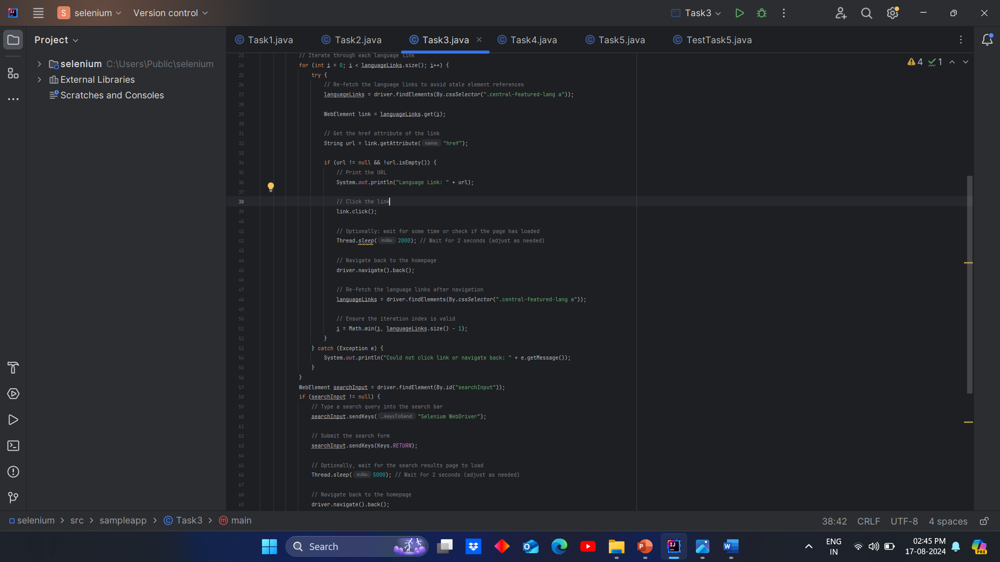 S selenium Version control Task3
Project
selenium C:\Users\Public\selenium
External Libraries
Scratches and Consoles
Task1.java Task2.java Task3.java Task4.java Task5.java TestTask5.java
4 1
23 // Iterate through each language link
24 for (int i = 0; i < languageLinks.size(); i++) {
25 try {
26 // Re-fetch the language links to avoid stale element references
27 languageLinks = driver.findElements(By.cssSelector(".central-featured-lang a"));
28
29 WebElement link = languageLinks.get(i);
30
31 // Get the href attribute of the link
32 String url = link.getAttribute( name: "href");
33
34 if (url != null && !url.isEmpty()) {
35 // Print the URL
36 System.out.println("Language Link: " + url);
37
38 // Click the link
39 link.click();
40
41 // Optionally: wait for some time or check if the page has loaded
42 Thread.sleep( millis: 2000); // Wait for 2 seconds (adjust as needed)
43
44 // Navigate back to the homepage
45 driver.navigate().back();
46
47 // Re-fetch the language links after navigation
48 languageLinks = driver.findElements(By.cssSelector(".central-featured-lang a"));
49
50 // Ensure the iteration index is valid
51 i = Math.min(i, languageLinks.size() - 1);
52 }
53 } catch (Exception e) {
54 System.out.println("Could not click link or navigate back: " + e.getMessage());
55 }
56 }
57 WebElement searchInput = driver.findElement(By.id("searchInput"));
58 if (searchInput != null) {
59 // Type a search query into the search bar
60 searchInput.sendKeys( ...keysToSend: "Selenium WebDriver");
61
62 // Submit the search form
63 searchInput.sendKeys(Keys.RETURN);
64
65 // Optionally, wait for the search results page to load
66 Thread.sleep( millis: 5000); // Wait for 2 seconds (adjust as needed)
67
68 // Navigate back to the homepage
69 driver.navigate().back();
selenium > src > sampleapp > Task3 > main
38:42 CRLF UTF-8 4 spaces
Search
ENG
IN
02:45 PM
17-08-2024
PRE